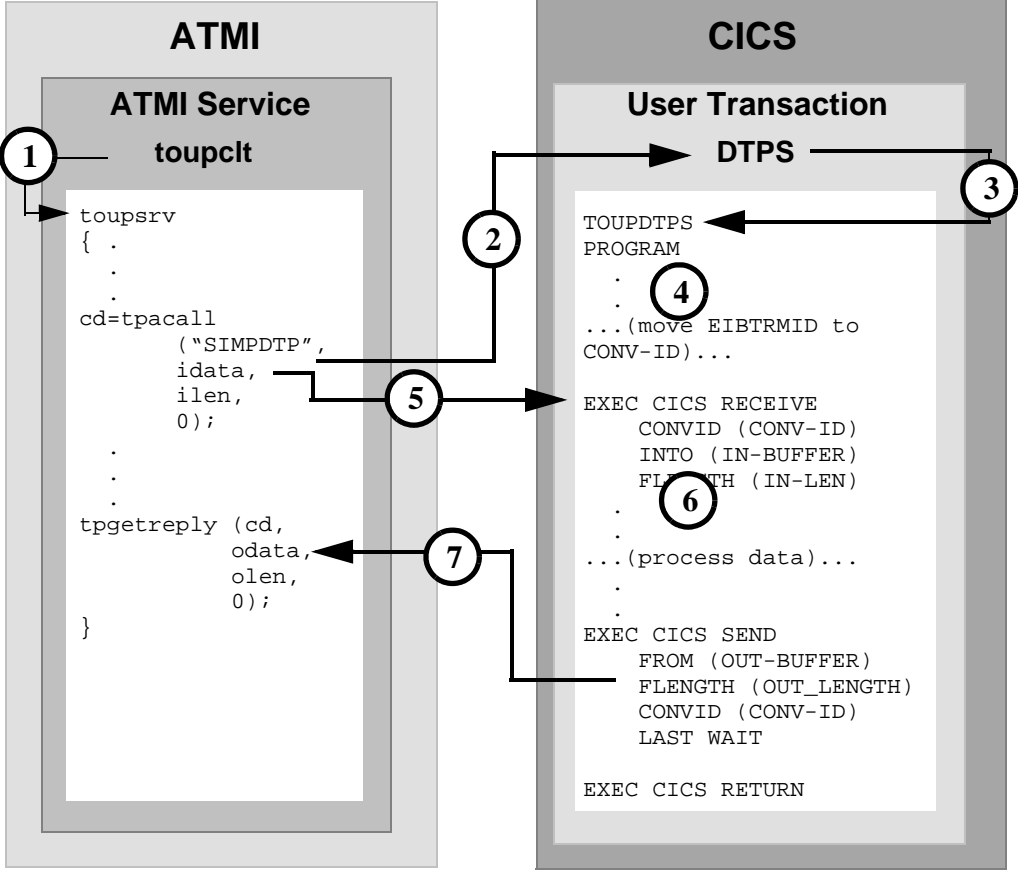 ATMI
ATMI Service
toupclt
1
toupsrv
{ .
.
.
cd=tpacall
(“SIMPDTP”,
idata,
ilen,
0);
.
.
.
tpgetreply (cd,
odata,
olen,
0);
}
2
5
7
CICS
User Transaction
DTPS
3
TOUPDTPS
PROGRAM
.
.
4
...(move EIBTRMID to
CONV-ID)...
EXEC CICS RECEIVE
CONVID (CONV-ID)
INTO (IN-BUFFER)
FLENGTH (IN-LEN)
6
.
.
...(process data)...
.
.
EXEC CICS SEND
FROM (OUT-BUFFER)
FLENGTH (OUT_LENGTH)
CONVID (CONV-ID)
LAST WAIT
EXEC CICS RETURN